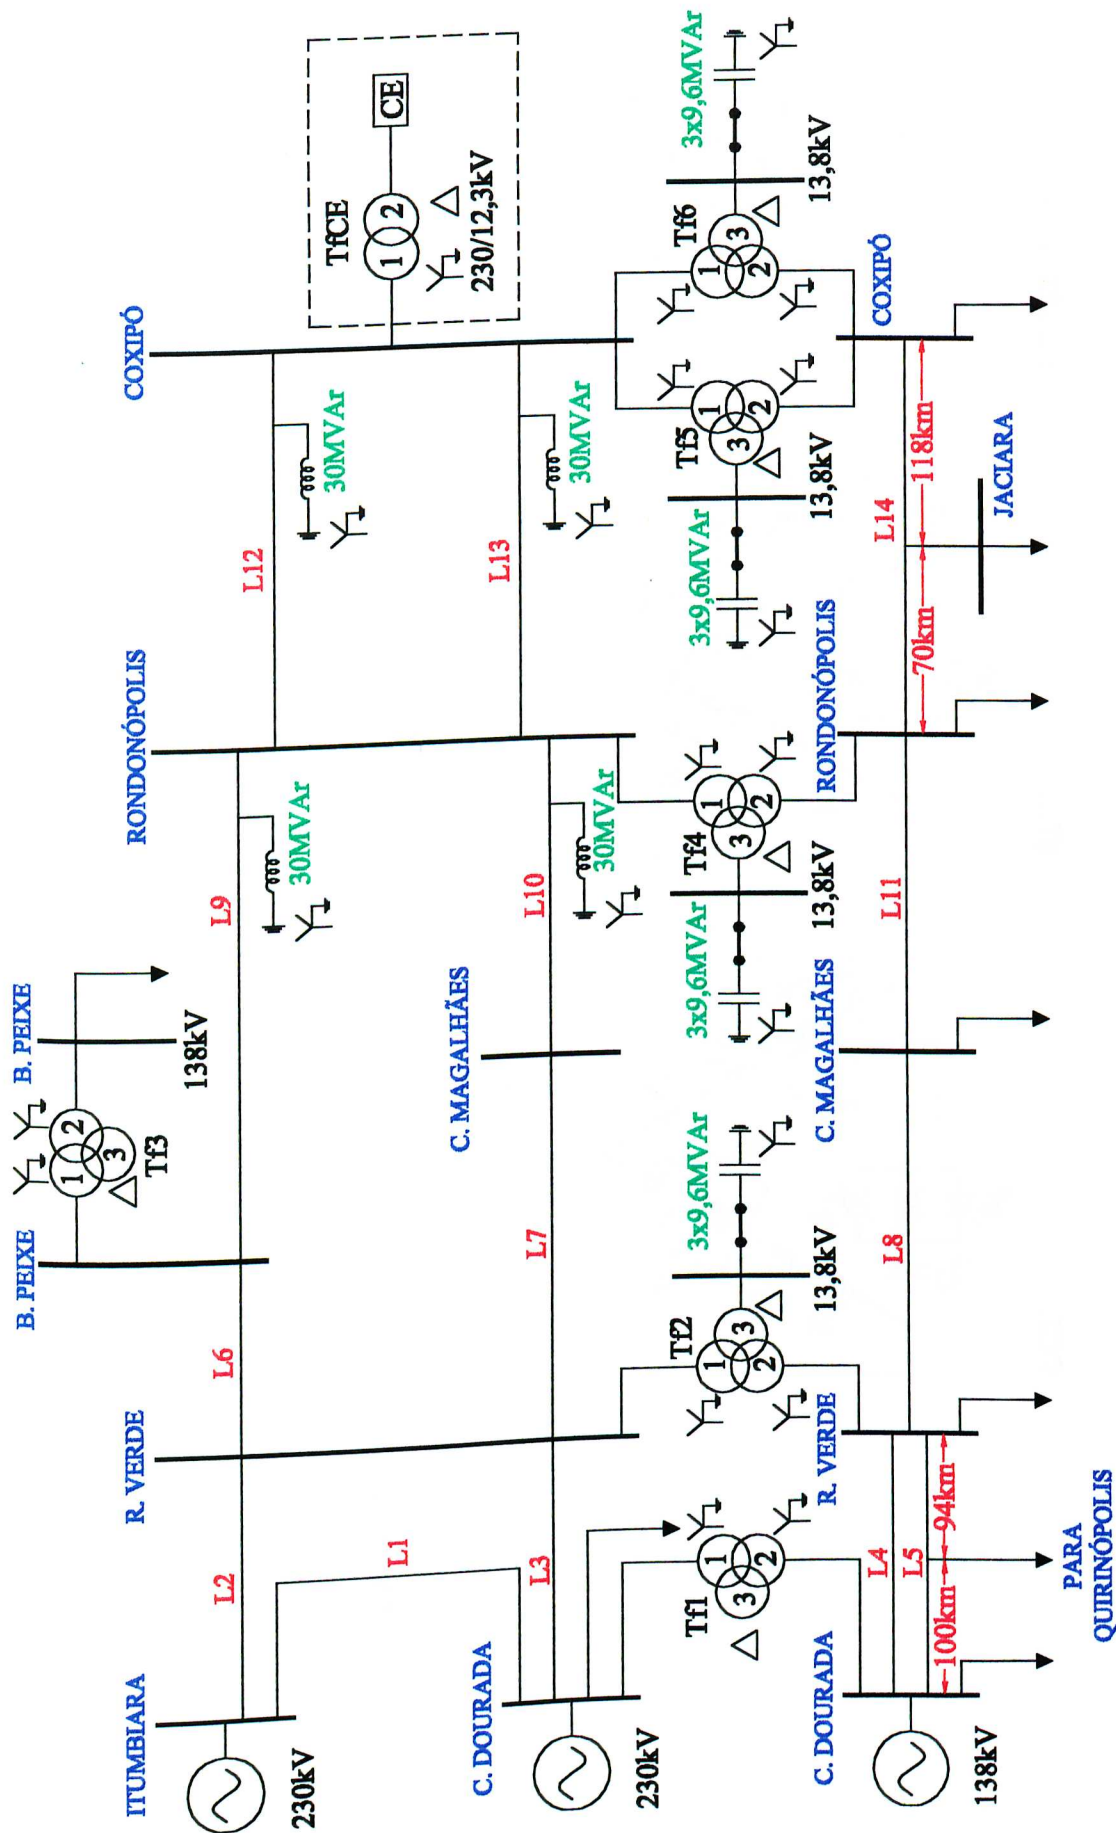 ITUMBIARA
230kV
L2
L1
R. VERDE
L6
B. PEIXE
1
2
3
Tf3
B. PEIXE
138kV
L9
30MVAr
RONDONÓPOLIS
L12
30MVAr
COXIPÓ
TfCE
1
2
CE
230/12,3kV
C. DOURADA
230kV
L3
L7
C. MAGALHÃES
L10
30MVAr
L13
30MVAr
Tf1
1
2
3
Tf2
1
2
3
13,8kV
3x9,6MVAr
3x9,6MVAr
13,8kV
Tf4
1
2
3
3x9,6MVAr
13,8kV
Tf5
1
2
3
Tf6
1
2
3
13,8kV
3x9,6MVAr
C. DOURADA
138kV
L4
L5
100km
94km
PARA
QUIRINÓPOLIS
R. VERDE
L8
C. MAGALHÃES
L11
RONDONÓPOLIS
L14
70km
118km
JACIARA
COXIPÓ